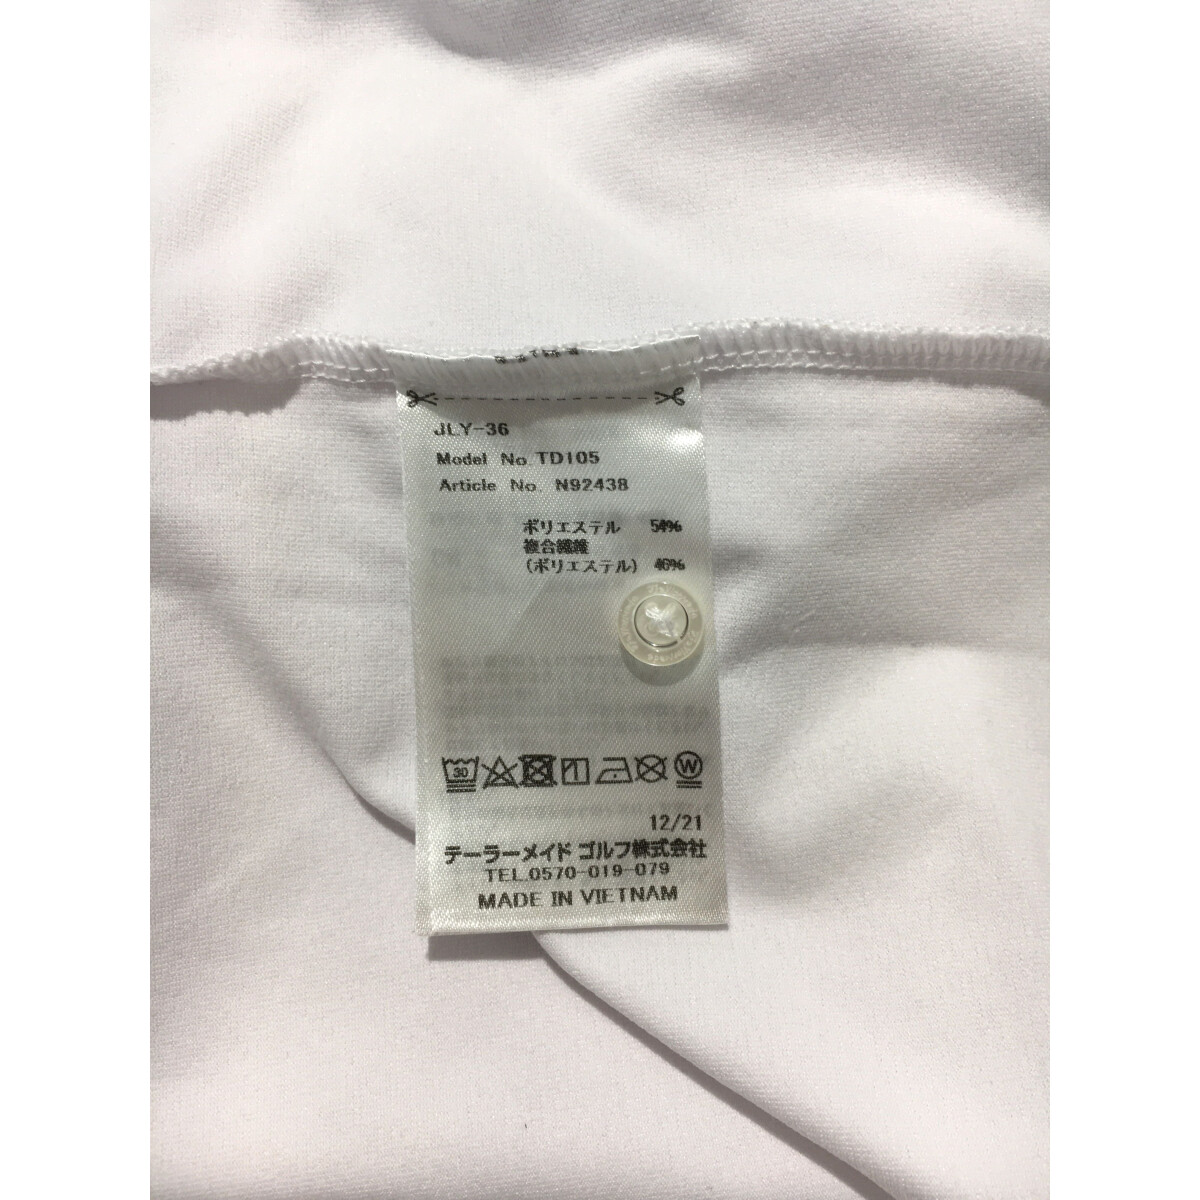 JLY-36
Model No. TD105
Article No. N92438
ポリエステル 54%
複合繊維
(ポリエステル) 46%
30
W
12/21
テーラーメイド ゴルフ株式会社
TEL.0570-019-079
MADE IN VIETNAM